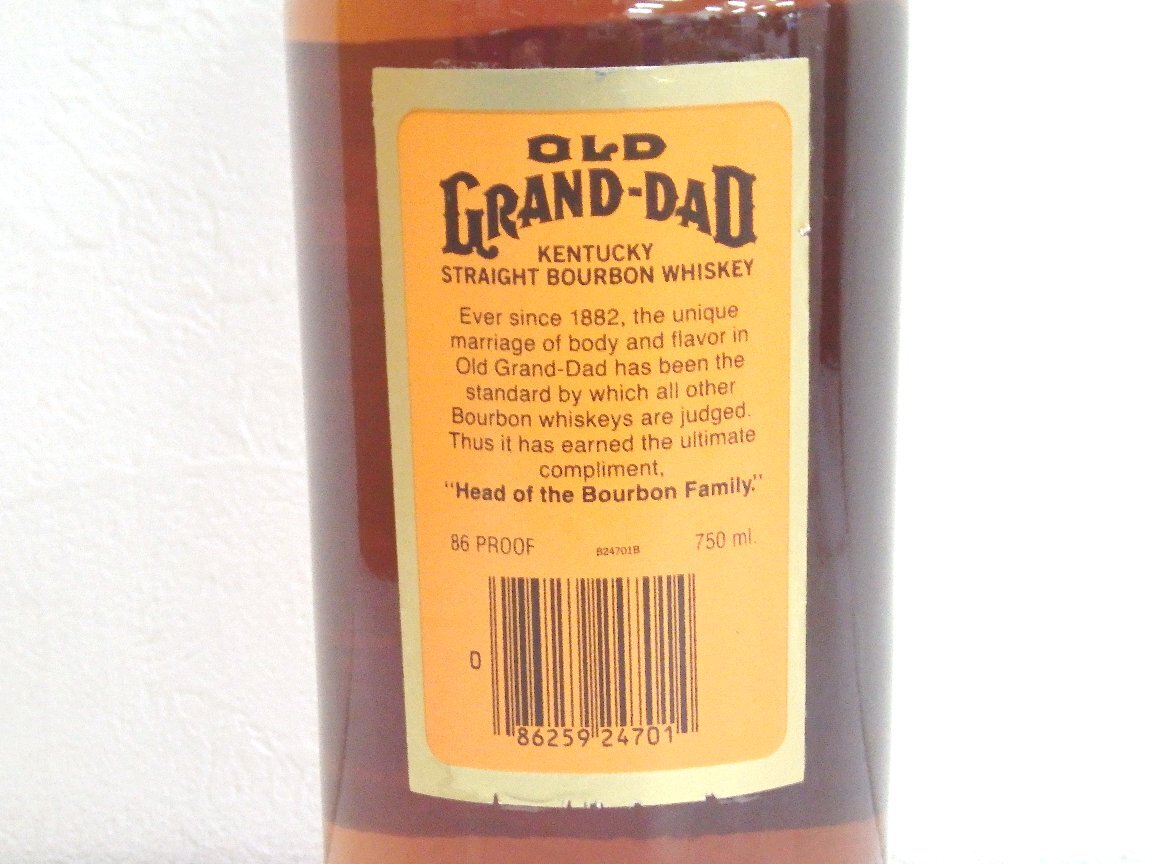 OLD
GRAND-DAD
KENTUCKY
STRAIGHT BOURBON WHISKEY
Ever since 1882, the unique
marriage of body and flavor in
Old Grand-Dad has been the
standard by which all other
Bourbon whiskeys are judged.
Thus it has earned the ultimate
compliment,
"Head of the Bourbon Family."
86 PROOF B24701B 750 ml.
0 86259 24701